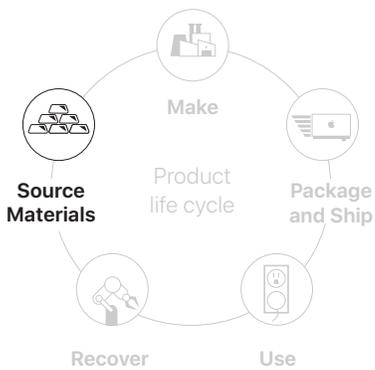 Make
Source
Materials
Product
life cycle
Package
and Ship
Recover
Use